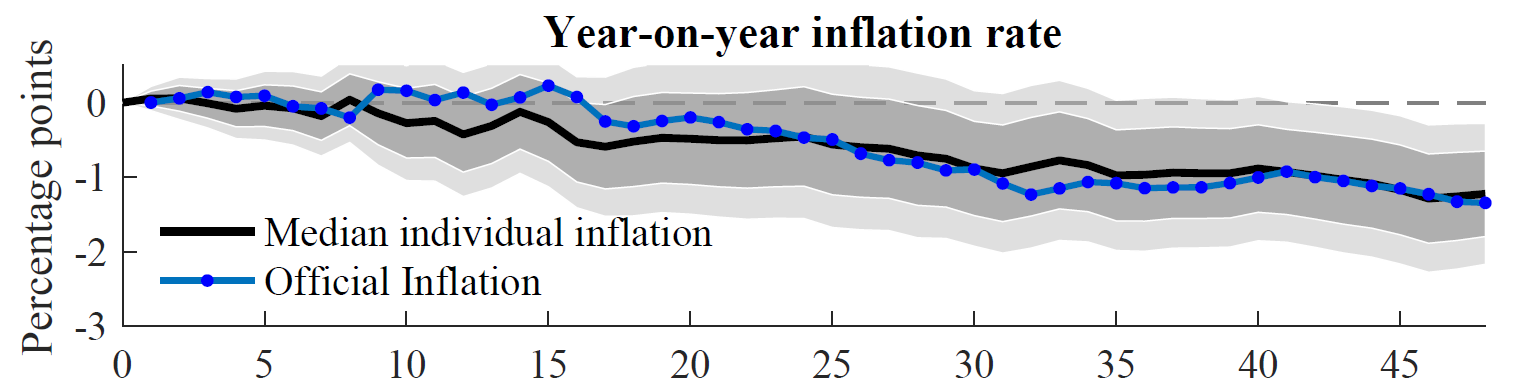 Year-on-year inflation rate
Percentage points
0
-1
-2
-3
Median individual inflation
Official Inflation
0 5 10 15 20 25 30 35 40 45